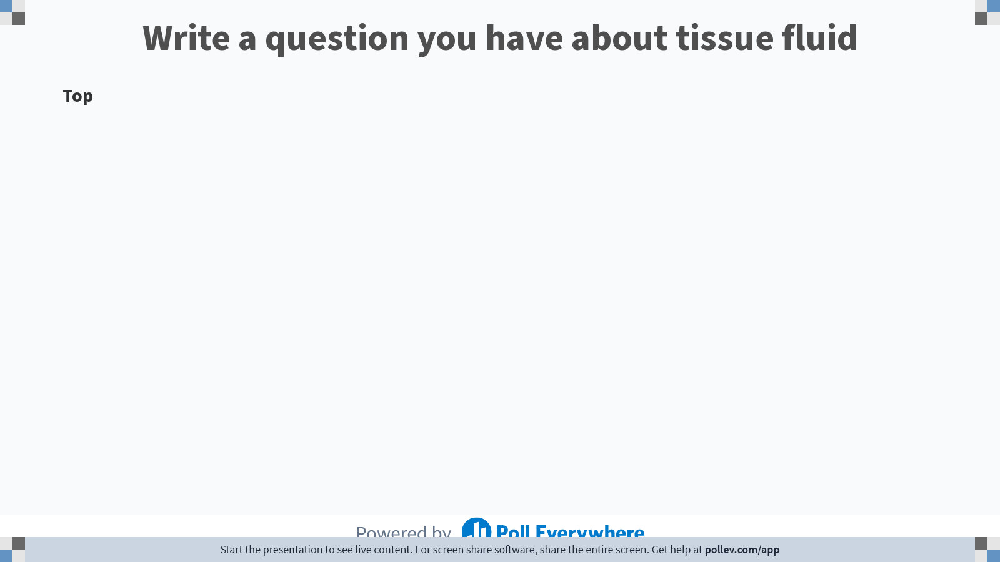 Write a question you have about tissue fluid
Top
Powered by Poll Everywhere
Start the presentation to see live content. For screen share software, share the entire screen. Get help at pollev.com/app